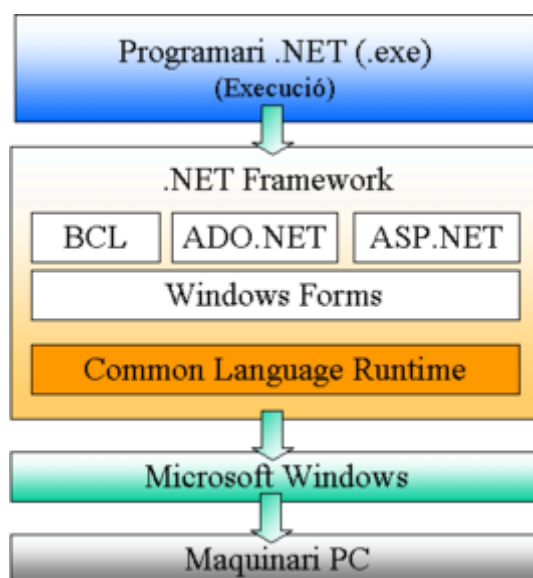 Programari .NET (.exe)
(Execució)
.NET Framework
BCL
ADO.NET
ASP.NET
Windows Forms
Common Language Runtime
Microsoft Windows
Maquinari PC